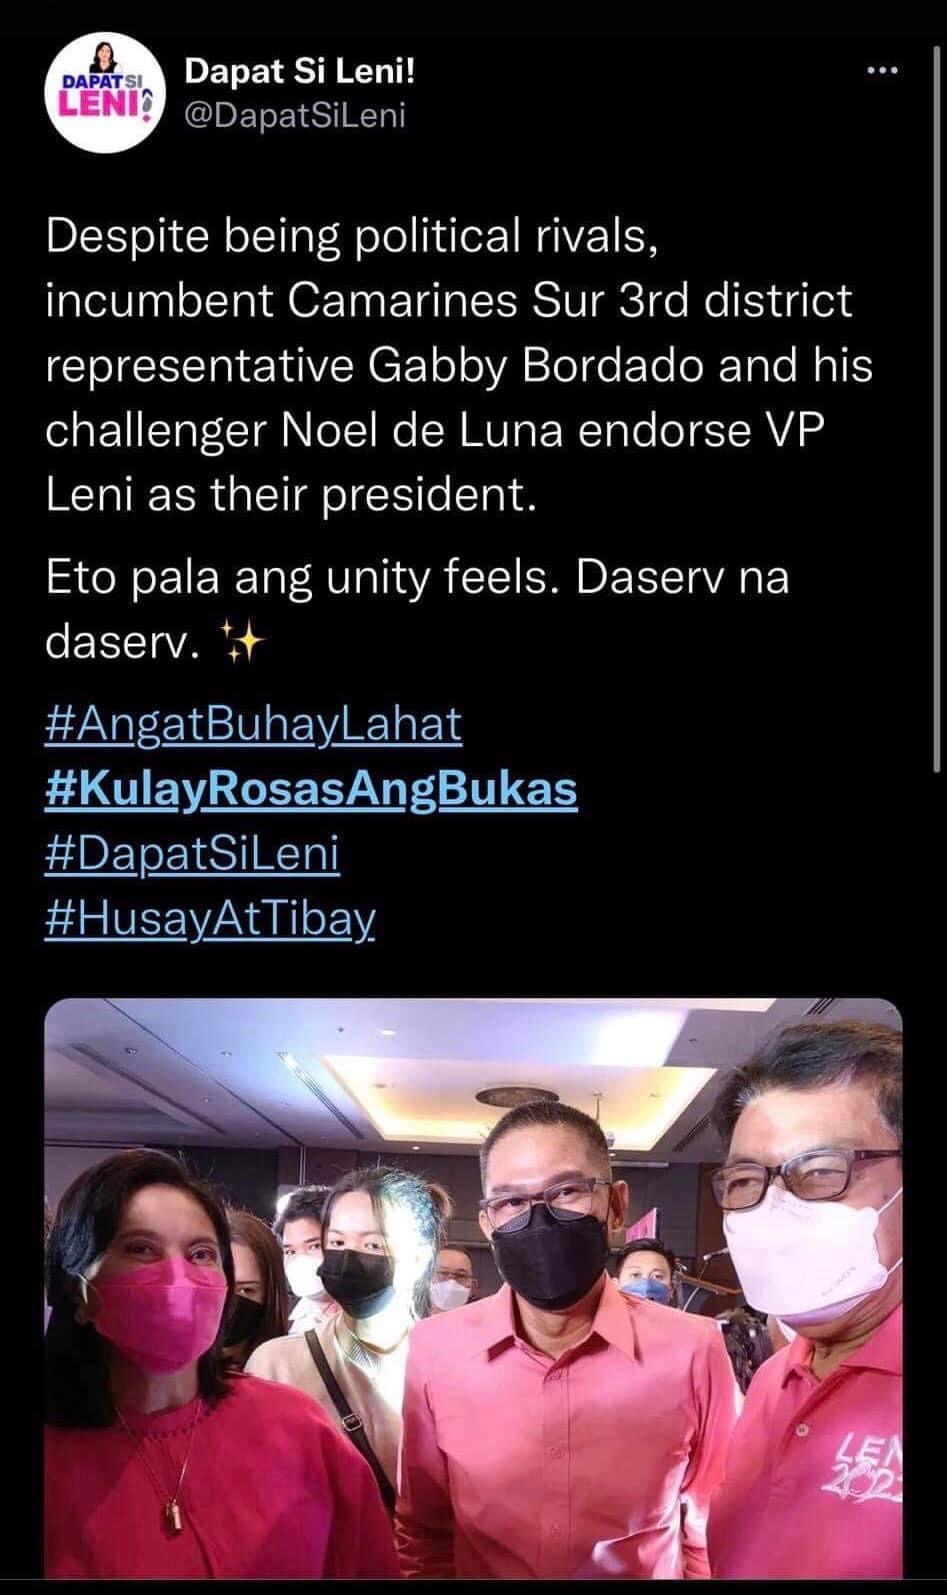 DAPAT SI
LENI
Dapat Si Leni!
@DapatSiLeni
Despite being political rivals,
incumbent Camarines Sur 3rd district
representative Gabby Bordado and his
challenger Noel de Luna endorse VP
Leni as their president.
Eto pala ang unity feels. Daserv na
daserv. ✨
#AngatBuhayLahat
#KulayRosasAngBukas
#DapatSiLeni
#HusayAtTibay
LEN
2022